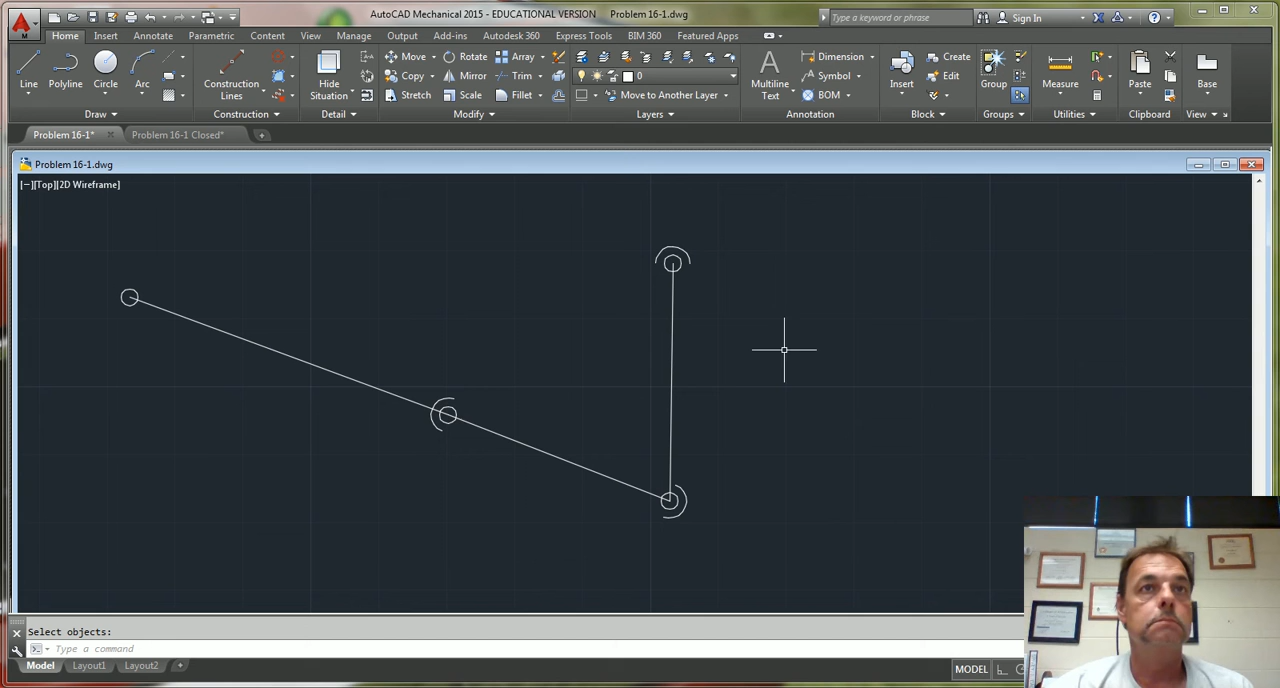 AutoCAD Mechanical 2015 - EDUCATIONAL VERSION Problem 16-1.dwg
Type a keyword or phrase
Sign In
Home Insert Annotate Parametric Content View Manage Output Add-ins Autodesk 360 Express Tools BIM 360 Featured Apps
Line
Polyline
Circle
Arc
Construction
Lines
Hide
Situation
Move Rotate Array
Copy Mirror Trim
Stretch Scale Fillet
0
Move to Another Layer
Multiline
Text
Dimension
Symbol
BOM
Insert
Create
Edit
Group
Measure
Paste
Base
Draw Construction Detail Modify Layers Annotation Block Groups Utilities Clipboard View
Problem 16-1* Problem 16-1 Closed*
Problem 16-1.dwg
[−][Top][2D Wireframe]
Select objects:
Type a command
Model Layout1 Layout2
MODEL